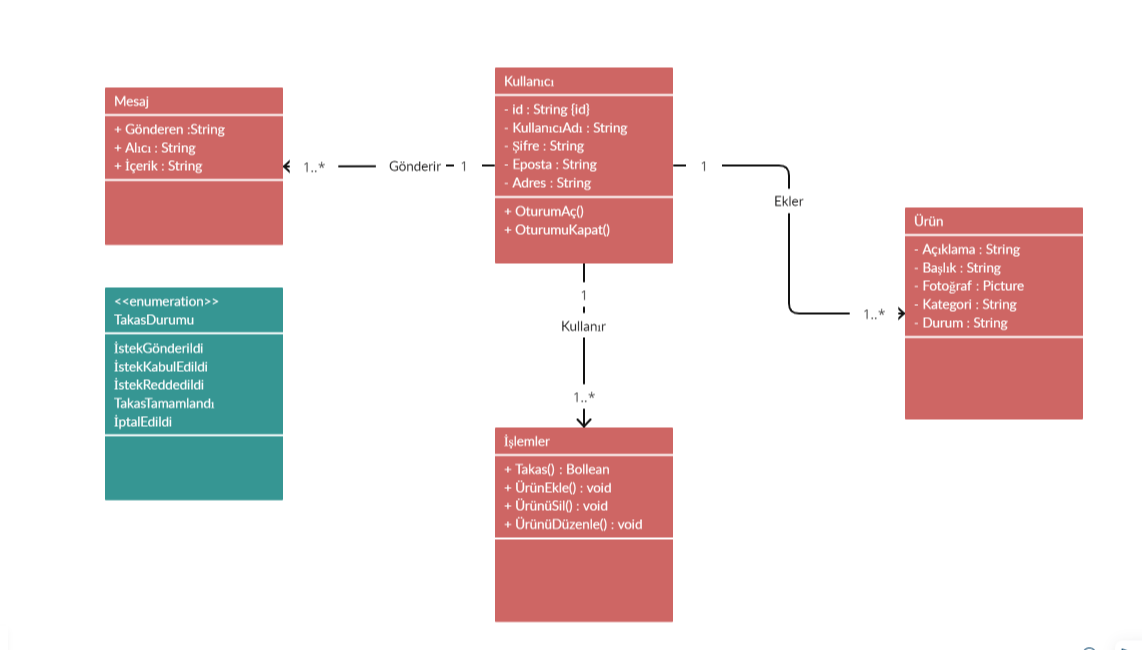 Kullanıcı
- id : String {id}
- KullanıcıAdı : String
- Şifre : String
- Eposta : String
- Adres : String
+ OturumAç()
+ OturumuKapat()
Mesaj
+ Gönderen :String
+ Alıcı : String
+ İçerik : String
1..*
Gönderir
1
1
Ekler
1..*
Ürün
- Açıklama : String
- Başlık : String
- Fotoğraf : Picture
- Kategori : String
- Durum : String
<<enumeration>>
TakasDurumu
İstekGönderildi
İstekKabulEdildi
İstekReddedildi
TakasTamamlandı
İptalEdildi
1
Kullanır
1..*
İşlemler
+ Takas() : Bollean
+ ÜrünEkle() : void
+ ÜrünüSil() : void
+ ÜrünüDüzenle() : void